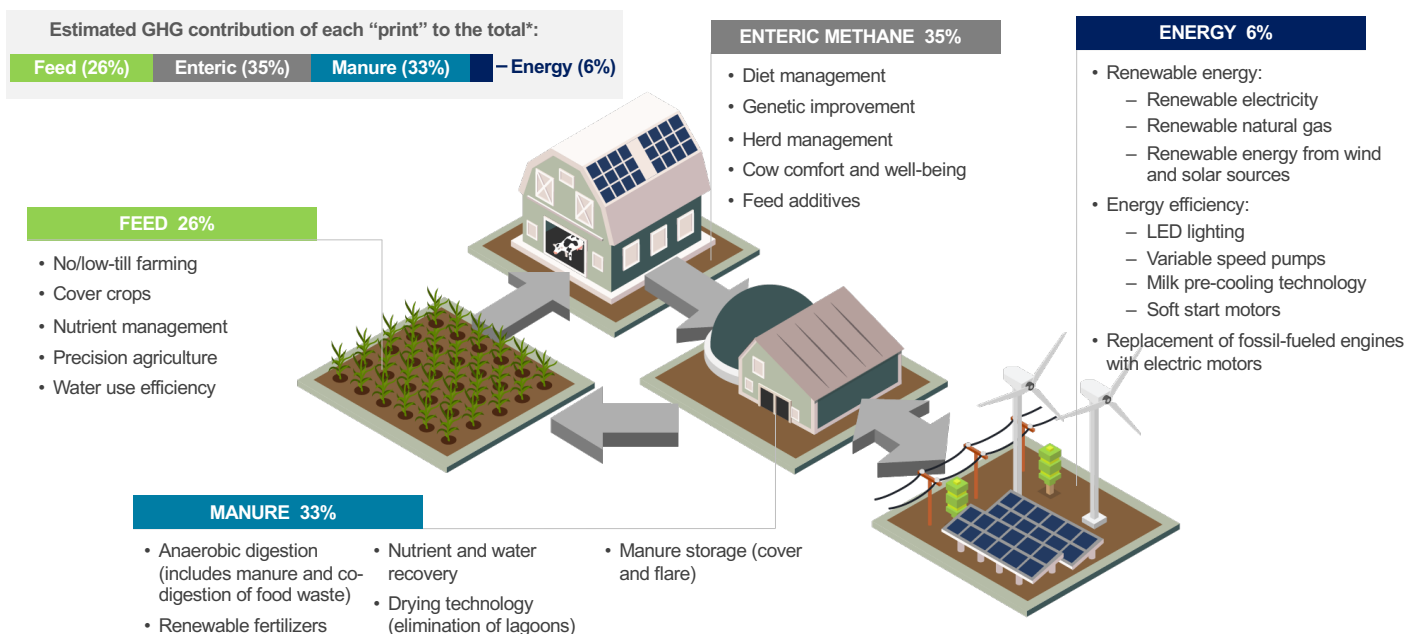 Estimated GHG contribution of each “print” to the total*:
Feed (26%)
Enteric (35%)
Manure (33%)
Energy (6%)
ENTERIC METHANE 35%
• Diet management
• Genetic improvement
• Herd management
• Cow comfort and well-being
• Feed additives
ENERGY 6%
• Renewable energy:
– Renewable electricity
– Renewable natural gas
– Renewable energy from wind
and solar sources
• Energy efficiency:
– LED lighting
– Variable speed pumps
– Milk pre-cooling technology
– Soft start motors
• Replacement of fossil-fueled engines
with electric motors
FEED 26%
• No/low-till farming
• Cover crops
• Nutrient management
• Precision agriculture
• Water use efficiency
MANURE 33%
• Anaerobic digestion
(includes manure and co-
digestion of food waste)
• Renewable fertilizers
• Nutrient and water
recovery
• Drying technology
(elimination of lagoons)
• Manure storage (cover
and flare)